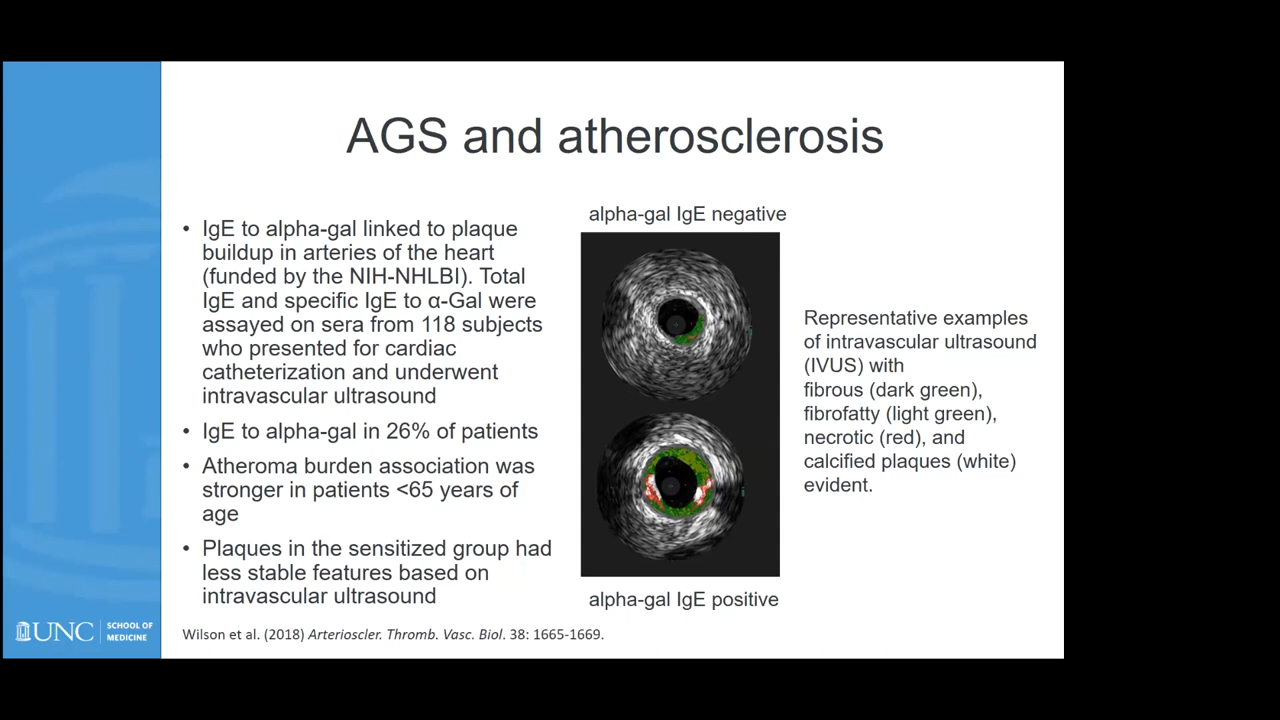 AGS and atherosclerosis
• IgE to alpha-gal linked to plaque
buildup in arteries of the heart
(funded by the NIH-NHLBI). Total
IgE and specific IgE to α-Gal were
assayed on sera from 118 subjects
who presented for cardiac
catheterization and underwent
intravascular ultrasound
• IgE to alpha-gal in 26% of patients
• Atheroma burden association was
stronger in patients <65 years of
age
• Plaques in the sensitized group had
less stable features based on
intravascular ultrasound
alpha-gal IgE negative
alpha-gal IgE positive
Representative examples
of intravascular ultrasound
(IVUS) with
fibrous (dark green),
fibrofatty (light green),
necrotic (red), and
calcified plaques (white)
evident.
Wilson et al. (2018) Arterioscler. Thromb. Vasc. Biol. 38: 1665-1669.
UNC
SCHOOL OF
MEDICINE